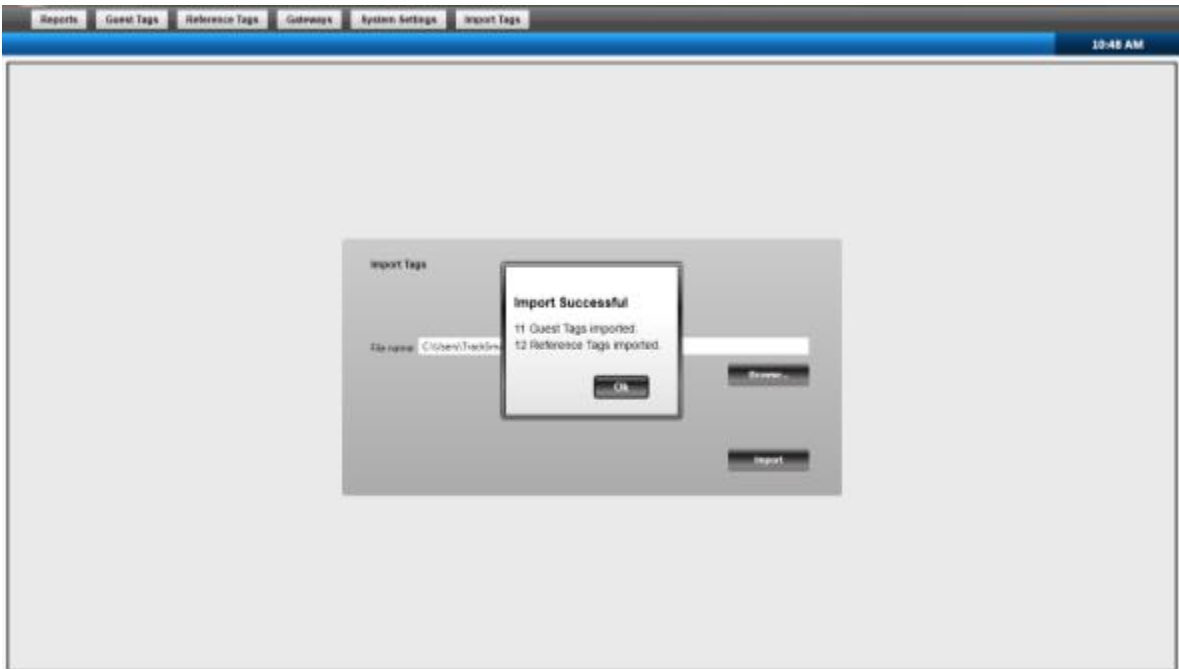 Reports Guest Tags Reference Tags Gateways System Settings Import Tags
10:48 AM
Import Tags
Import Successful
11 Guest Tags imported.
12 Reference Tags imported.
File name: C:\Users\
Browse...
Ok
Import